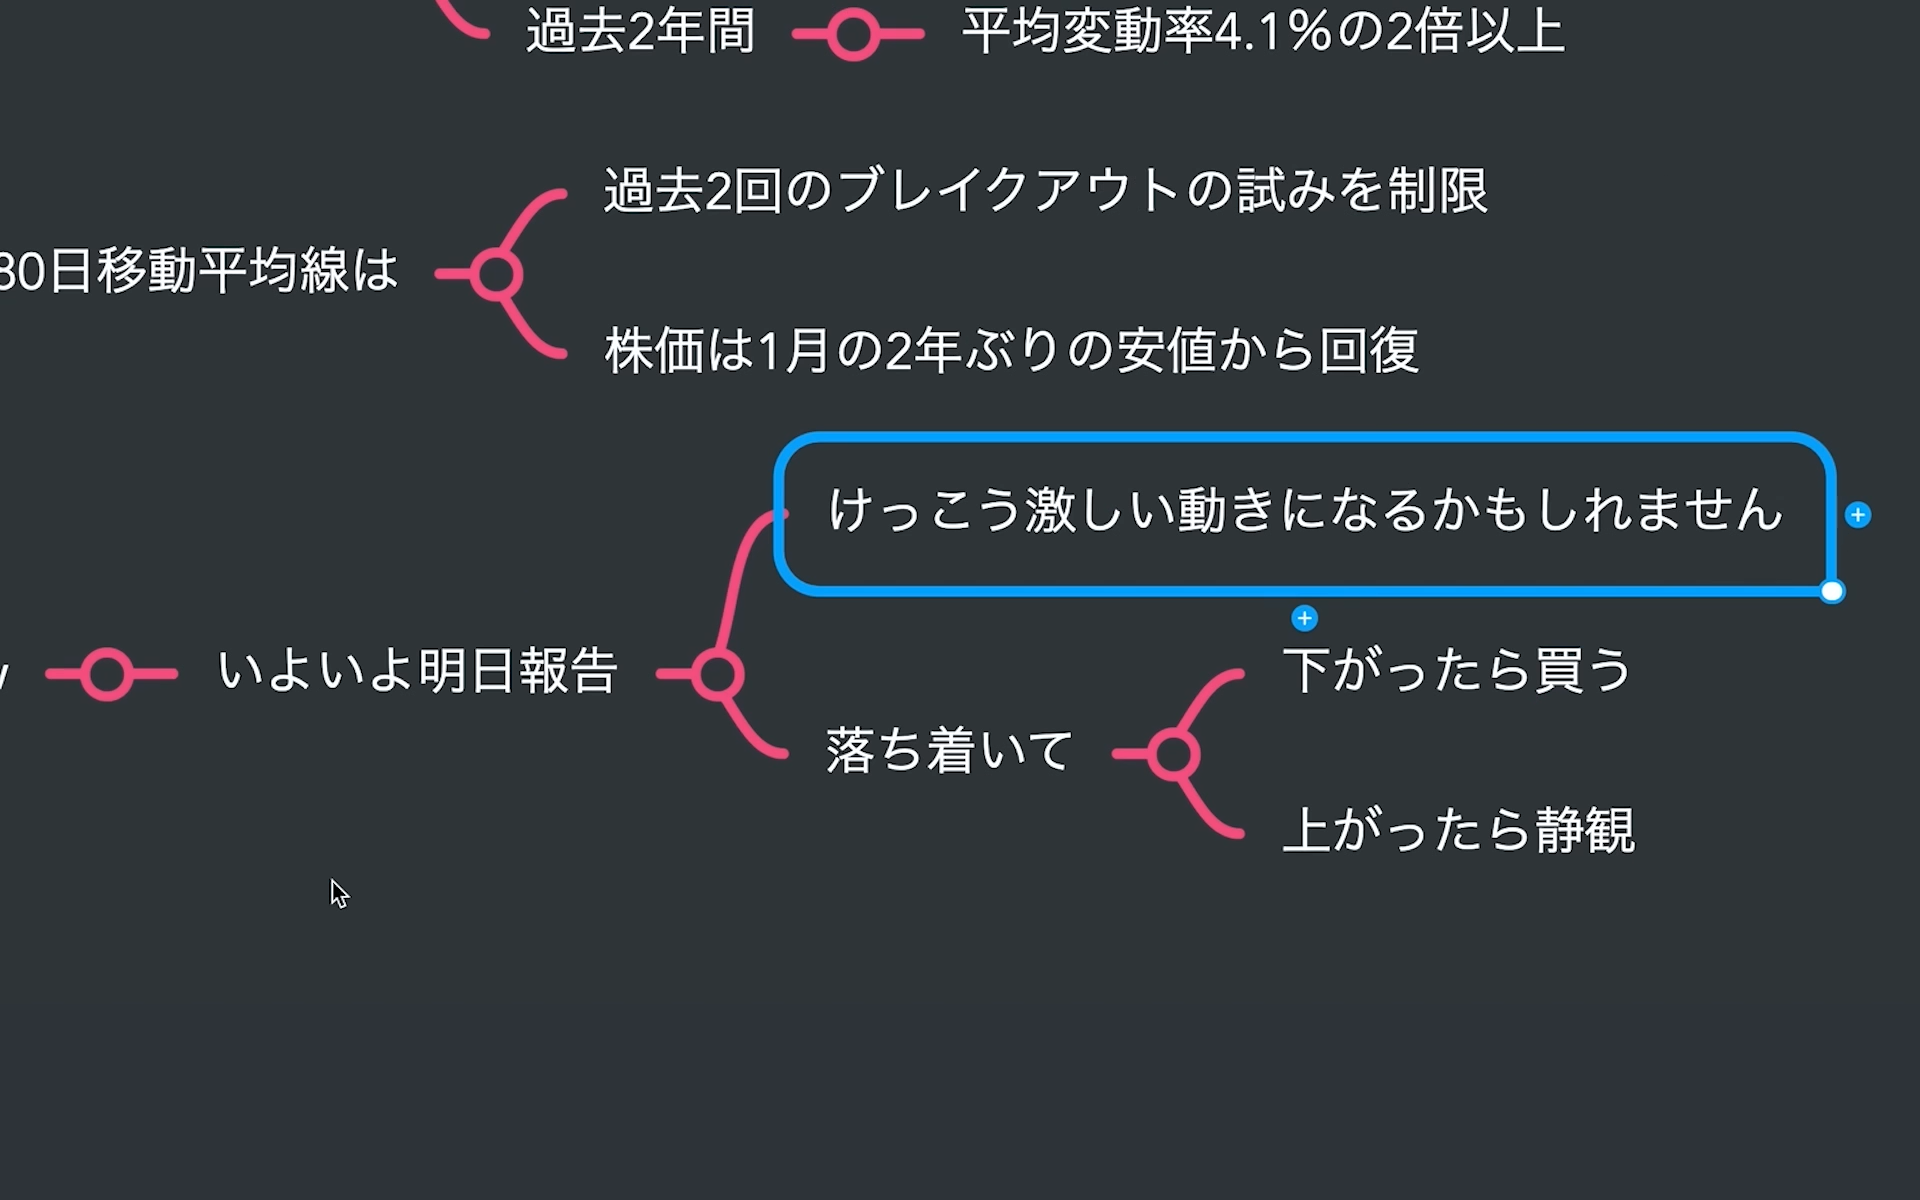 過去2年間
平均変動率4.1%の2倍以上
過去2回のブレイクアウトの試みを制限
80日移動平均線は
株価は1月の2年ぶりの安値から回復
けっこう激しい動きになるかもしれません
いよいよ明日報告
下がったら買う
落ち着いて
上がったら静観